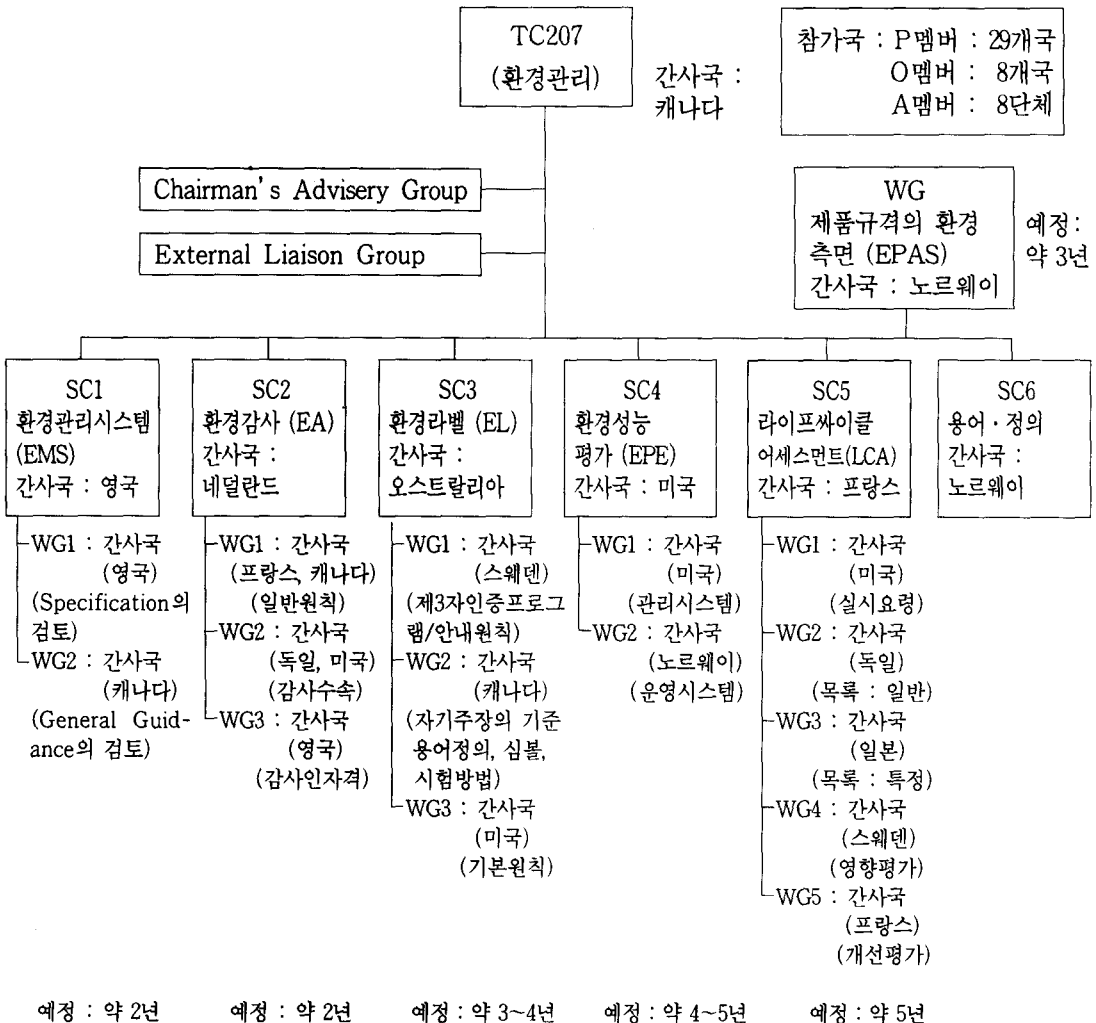 TC207
(환경관리)
간사국 :
캐나다
참가국 : P멤버 : 29개국
O멤버 : 8개국
A멤버 : 8단체
Chairman's Advisery Group
External Liaison Group
WG
제품규격의 환경
측면 (EPAS)
간사국 : 노르웨이
예정:
약 3년
SC1
환경관리시스템
(EMS)
간사국 : 영국
WG1 : 간사국
(영국)
(Specification의
검토)
WG2 : 간사국
(캐나다)
(General Guid-
ance의 검토)
예정 : 약 2년
SC2
환경감사 (EA)
간사국 :
네덜란드
WG1 : 간사국
(프랑스, 캐나다)
(일반원칙)
WG2 : 간사국
(독일, 미국)
(감사수속)
WG3 : 간사국
(영국)
(감사인자격)
예정 : 약 2년
SC3
환경라벨 (EL)
간사국 :
오스트랄리아
WG1 : 간사국
(스웨덴)
(제3자인증프로그
램/안내원칙)
WG2 : 간사국
(캐나다)
(자기주장의 기준
용어정의, 심볼,
시험방법)
WG3 : 간사국
(미국)
(기본원칙)
예정 : 약 3~4년
SC4
환경성능
평가 (EPE)
간사국 : 미국
WG1 : 간사국
(미국)
(관리시스템)
WG2 : 간사국
(노르웨이)
(운영시스템)
예정 : 약 4~5년
SC5
라이프싸이클
어세스먼트(LCA)
간사국 : 프랑스
WG1 : 간사국
(미국)
(실시요령)
WG2 : 간사국
(독일)
(목록 : 일반)
WG3 : 간사국
(일본)
(목록 : 특정)
WG4 : 간사국
(스웨덴)
(영향평가)
WG5 : 간사국
(프랑스)
(개선평가)
예정 : 약 5년
SC6
용어 · 정의
간사국 :
노르웨이